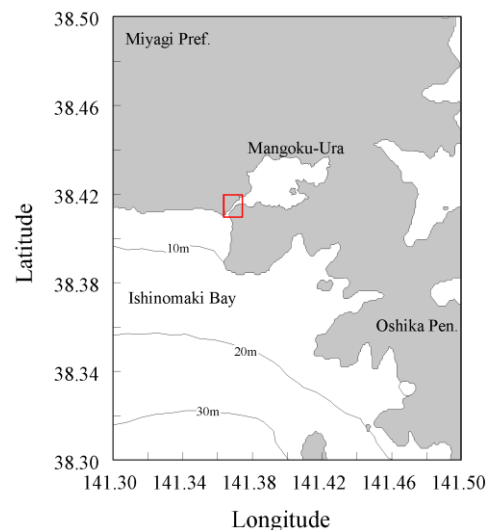 38.50
Miyagi Pref.
38.46
Mangoku-Ura
38.42
10m
38.38
Ishinomaki Bay
Oshika Pen.
20m
38.34
30m
38.30
141.30 141.34 141.38 141.42 141.46 141.50
Longitude
Latitude